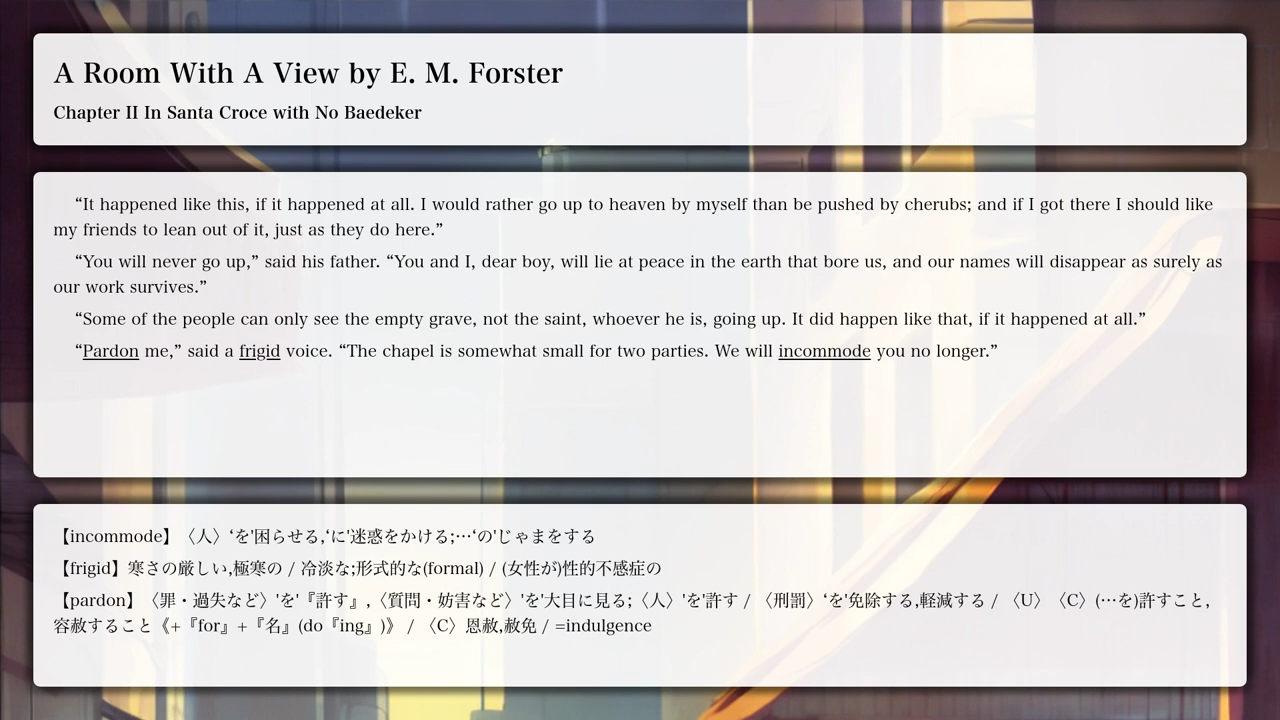 A Room With A View by E. M. Forster
Chapter II In Santa Croce with No Baedeker
“It happened like this, if it happened at all. I would rather go up to heaven by myself than be pushed by cherubs; and if I got there I should like
my friends to lean out of it, just as they do here.”
“You will never go up,” said his father. “You and I, dear boy, will lie at peace in the earth that bore us, and our names will disappear as surely as
our work survives.”
“Some of the people can only see the empty grave, not the saint, whoever he is, going up. It did happen like that, if it happened at all.”
“Pardon me,” said a frigid voice. “The chapel is somewhat small for two parties. We will incommode you no longer.”
【incommode】〈人〉‘を'困らせる,‘に'迷惑をかける;…‘の'じゃまをする
【frigid】寒さの厳しい,極寒の / 冷淡な;形式的な(formal) / (女性が)性的不感症の
【pardon】〈罪・過失など〉'を'『許す』,〈質問・妨害など〉'を'大目に見る;〈人〉'を'許す / 〈刑罰〉‘を'免除する,軽減する / 〈U〉〈C〉(…を)許すこと,
容赦すること《+『for』+『名』(do『ing』)》 / 〈C〉恩赦,赦免 / =indulgence